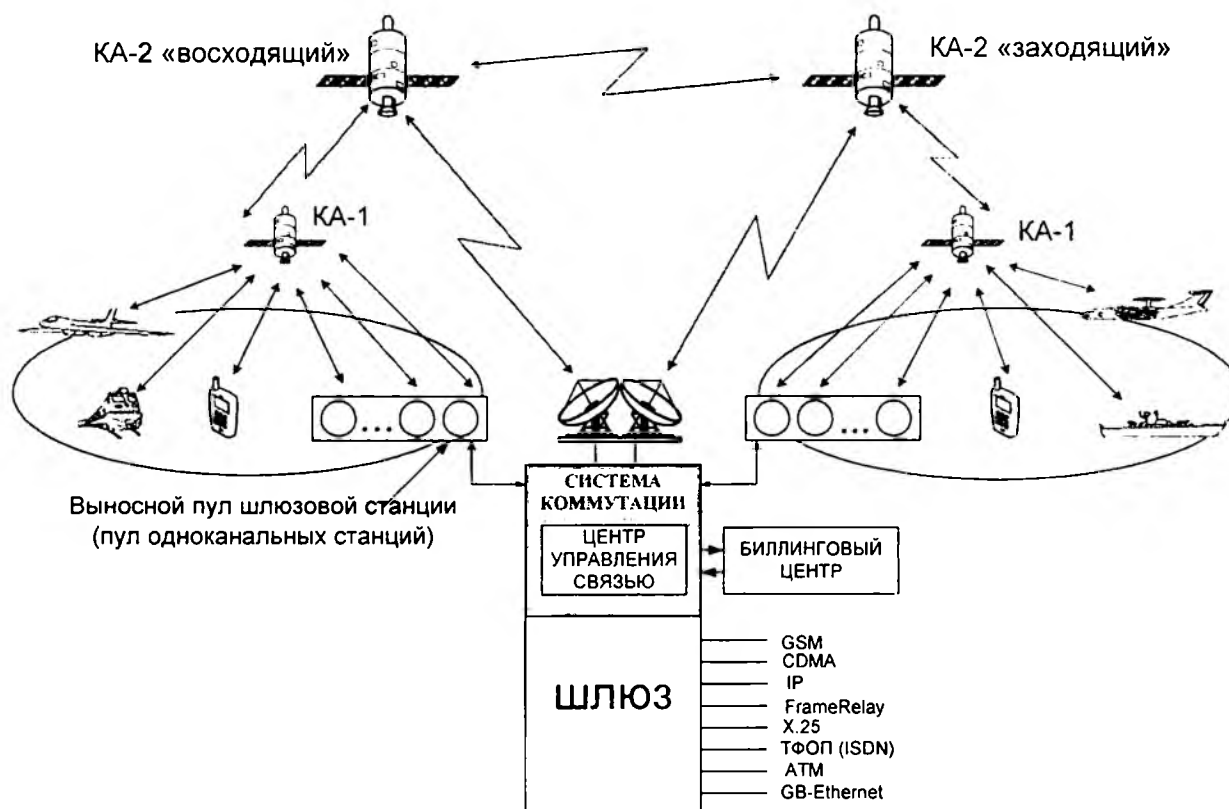 КА-2 «восходящий»
КА-2 «заходящий»
КА-1
КА-1
Выносной пул шлюзовой станции
(пул одноканальных станций)
СИСТЕМА
КОММУТАЦИИ
ЦЕНТР
УПРАВЛЕНИЯ
СВЯЗЬЮ
БИЛЛИНГОВЫЙ
ЦЕНТР
ШЛЮЗ
GSM
CDMA
IP
FrameRelay
X.25
ТФОП (ISDN)
ATM
GB-Ethernet